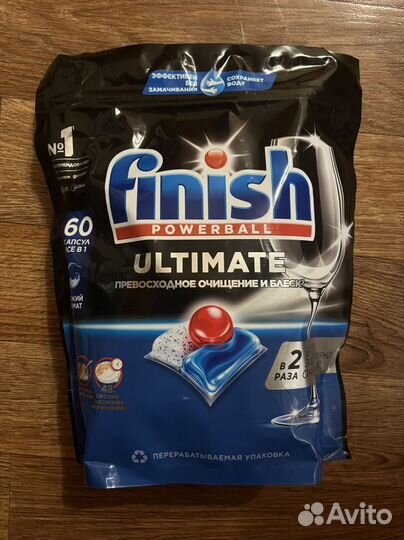 ЭФФЕКТИВЕН
БЕЗ
ЗАМАЧИВАНИЯ
СОХРАНЯЕТ
ВОДУ
№1
finish
POWERBALL
60
КАПСУЛ
ВСЕ В 1
ULTIMATE
ПРЕВОСХОДНОЕ ОЧИЩЕНИЕ И БЛЕСК
В 2
РАЗА
48
ПРОТИВ
ПЕРЕРАБАТЫВАЕМАЯ УПАКОВКА
Avito